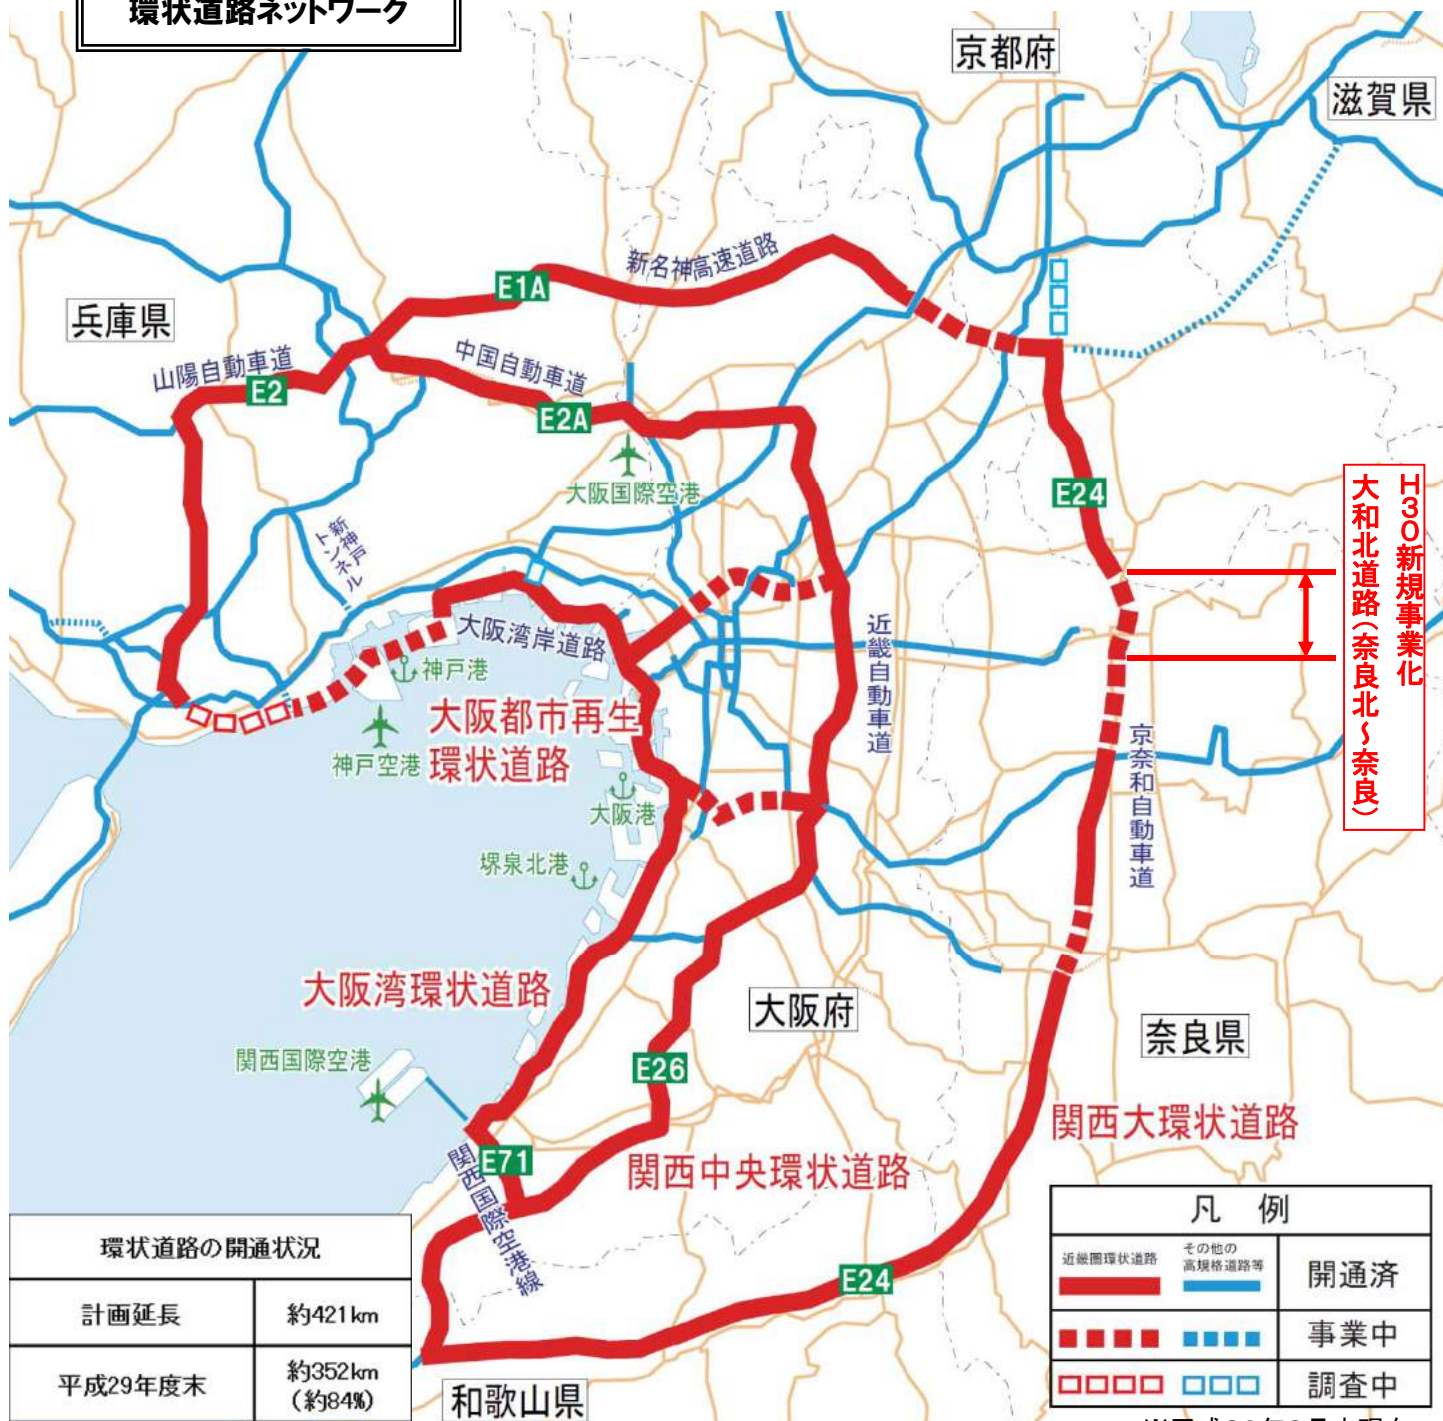 環状道路ネットワーク
京都府
滋賀県
兵庫県
新名神高速道路
E1A
山陽自動車道
E2
中国自動車道
E2A
大阪国際空港
新神戸
トンネル
E24
H30新規事業化
大和北道路(奈良北~奈良)
大阪湾岸道路
神戸港
近畿自動車道
大阪都市再生
環状道路
神戸空港
大阪港
京奈和自動車道
堺泉北港
大阪湾環状道路
大阪府
奈良県
関西国際空港
E26
関西大環状道路
E71
関西中央環状道路
関西国際空港線
E24
和歌山県
環状道路の開通状況
計画延長 約421km
平成29年度末 約352km
(約84%)
凡 例
近畿圏環状道路 その他の
高規格道路等
開通済
事業中
調査中